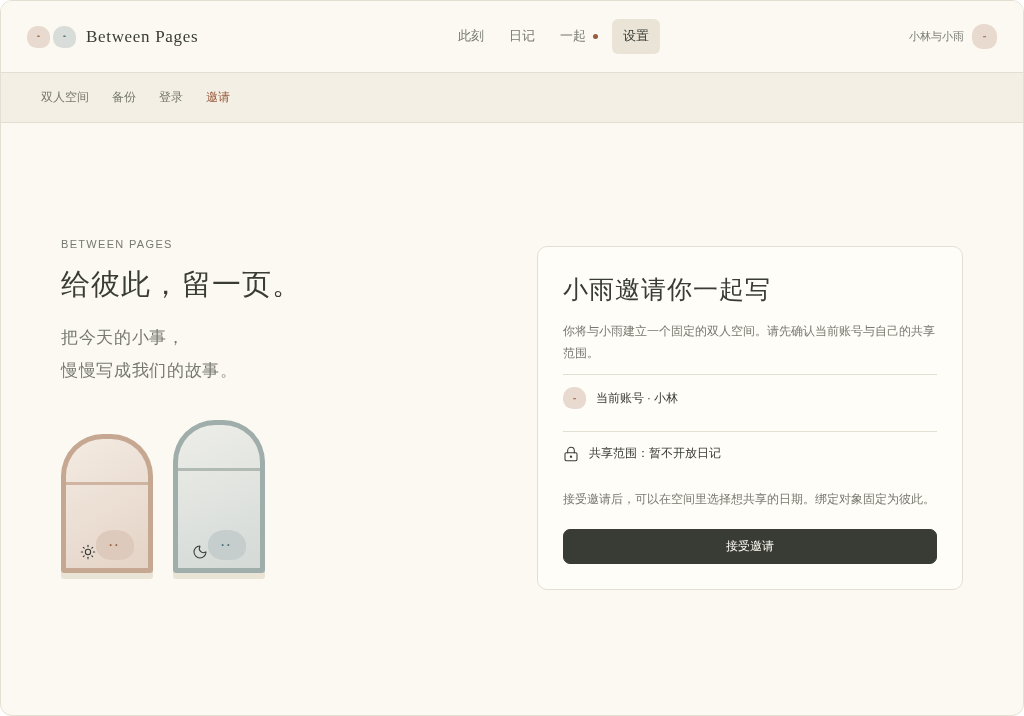 Between Pages
此刻
日记
一起
设置
小林与小雨
双人空间
备份
登录
邀请
BETWEEN PAGES
给彼此，留一页。
把今天的小事，
慢慢写成我们的故事。
小雨邀请你一起写
你将与小雨建立一个固定的双人空间。请先确认当前账号与自己的共享
范围。
当前账号 · 小林
共享范围：暂不开放日记
接受邀请后，可以在空间里选择想共享的日期。绑定对象固定为彼此。
接受邀请